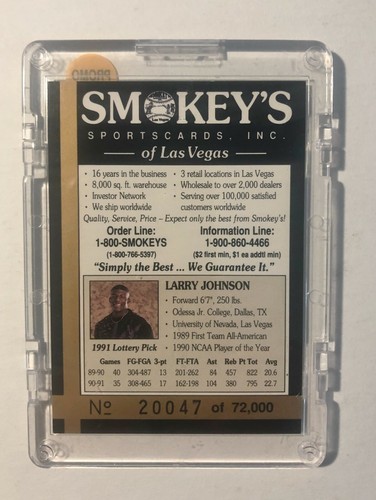 PROMO
SMOKEY'S
SPORTSCARDS, INC.
of Las Vegas
• 16 years in the business • 3 retail locations in Las Vegas
• 8,000 sq. ft. warehouse • Wholesale to over 2,000 dealers
• Investor Network • Serving over 100,000 satisfied
• We ship worldwide customers worldwide
Quality, Service, Price – Expect only the best from Smokey's!
Order Line: Information Line:
1-800-SMOKEYS 1-900-860-4466
(1-800-766-5397) ($2 first min, $1 ea addtl min)
"Simply the Best ... We Guarantee It."
LARRY JOHNSON
• Forward 6'7", 250 lbs.
• Odessa Jr. College, Dallas, TX
• University of Nevada, Las Vegas
• 1989 First Team All-American
1991 Lottery Pick • 1990 NCAA Player of the Year
Games FG-FGA 3-pt FT-FTA Ast Reb Pt Tot Avg
89-90 40 304-487 13 201-262 84 457 822 20.6
90-91 35 308-465 17 162-198 104 380 795 22.7
Nº 20047 of 72,000